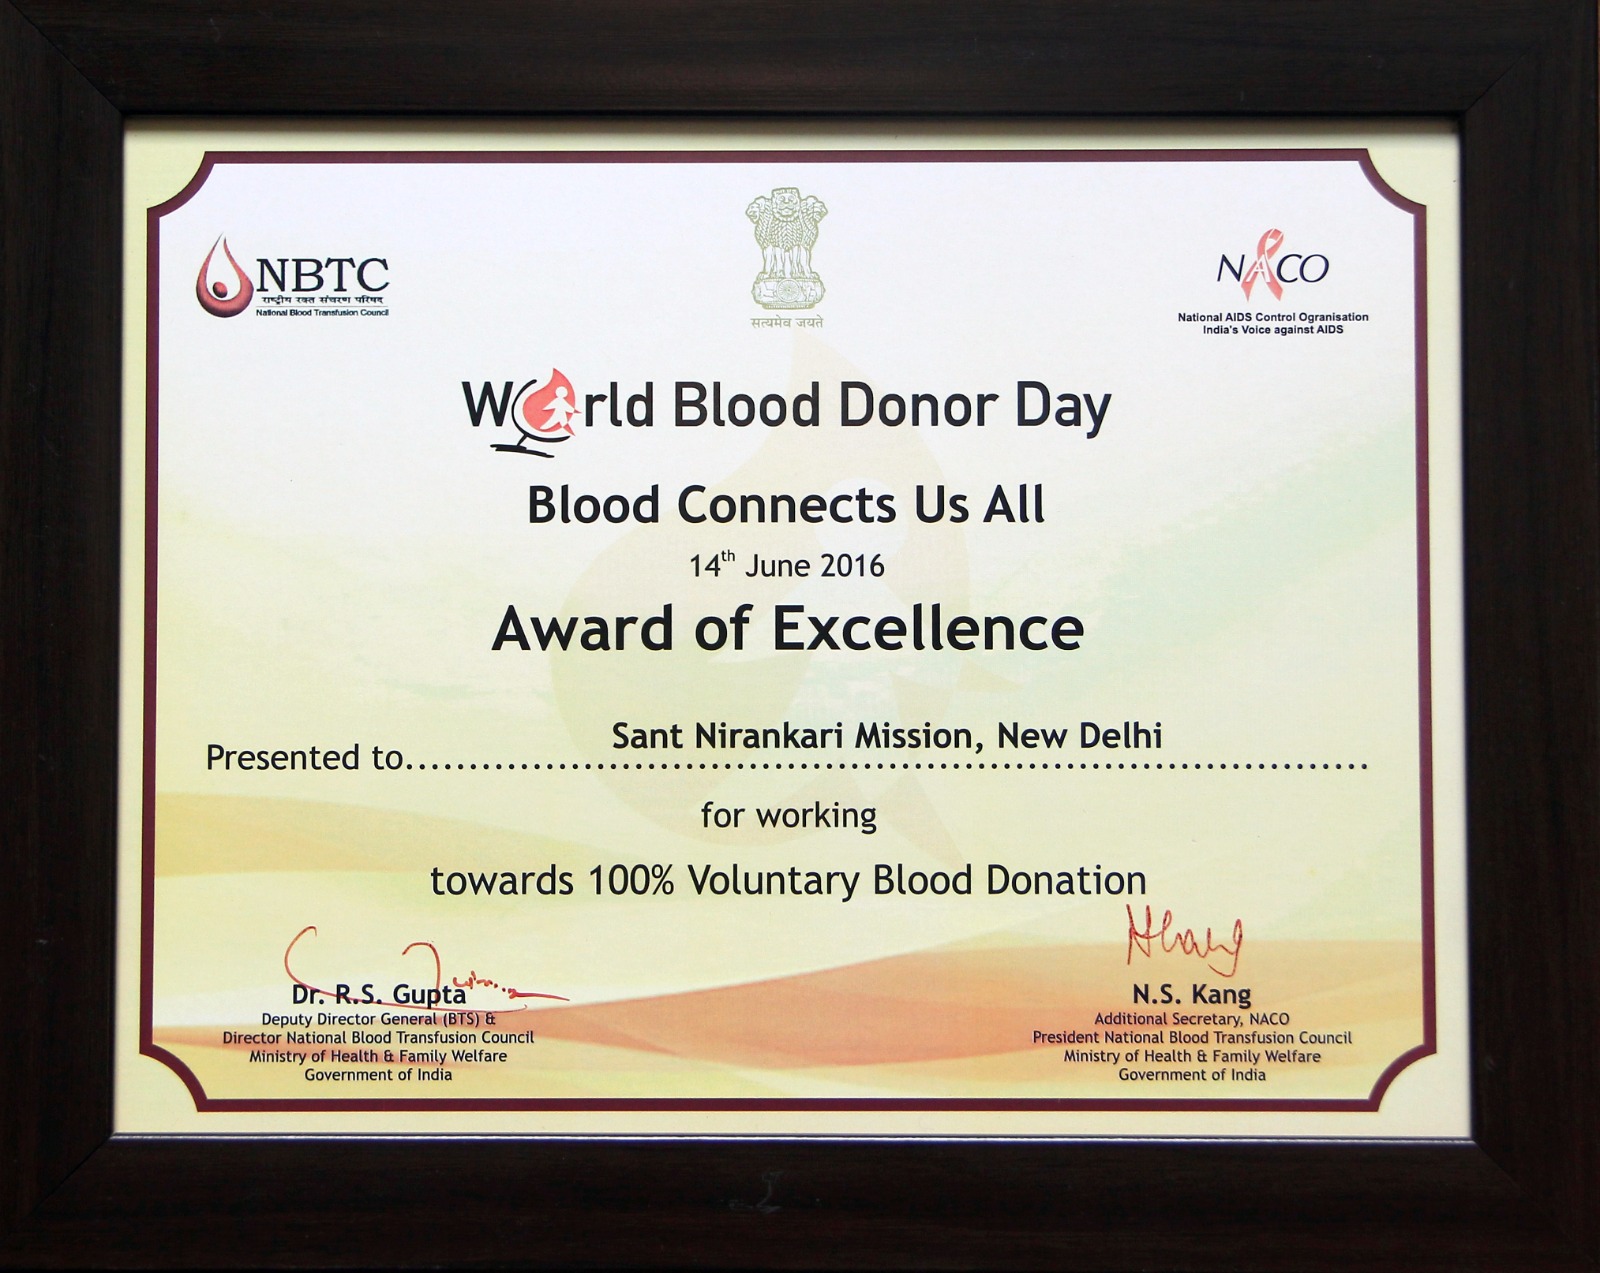 NBTC
राष्ट्रीय रक्त संचरण परिषद
National Blood Transfusion Council
सत्यमेव जयते
NACO
National AIDS Control Ogranisation
India's Voice against AIDS
World Blood Donor Day
Blood Connects Us All
14th June 2016
Award of Excellence
Sant Nirankari Mission, New Delhi
Presented to
for working
towards 100% Voluntary Blood Donation
Dr. R.S. Gupta
Deputy Director General (BTS) &
Director National Blood Transfusion Council
Ministry of Health & Family Welfare
Government of India
N.S. Kang
Additional Secretary, NACO
President National Blood Transfusion Council
Ministry of Health & Family Welfare
Government of India